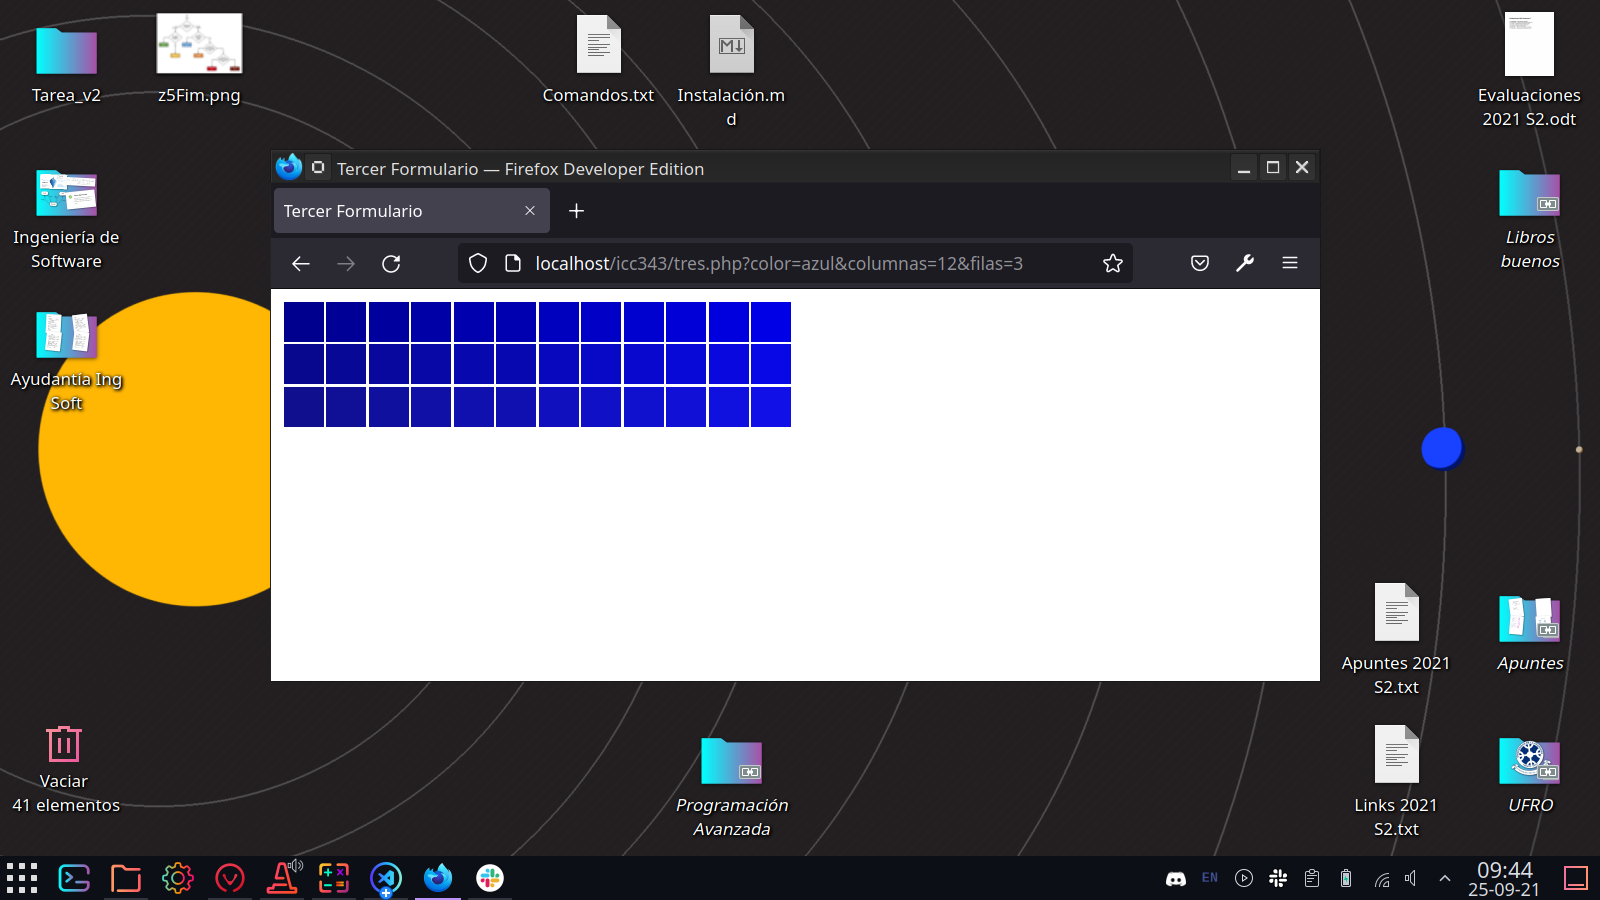 Tarea_v2
z5Fim.png
Comandos.txt
Instalación.m
d
Evaluaciones
2021 S2.odt
Tercer Formulario — Firefox Developer Edition
Tercer Formulario
localhost/icc343/tres.php?color=azul&columnas=12&filas=3
Ingeniería de
Software
Libros
buenos
Ayudantía Ing
Soft
Apuntes 2021
S2.txt
Apuntes
Vaciar
41 elementos
Programación
Avanzada
Links 2021
S2.txt
UFRO
EN
09:44
25-09-21